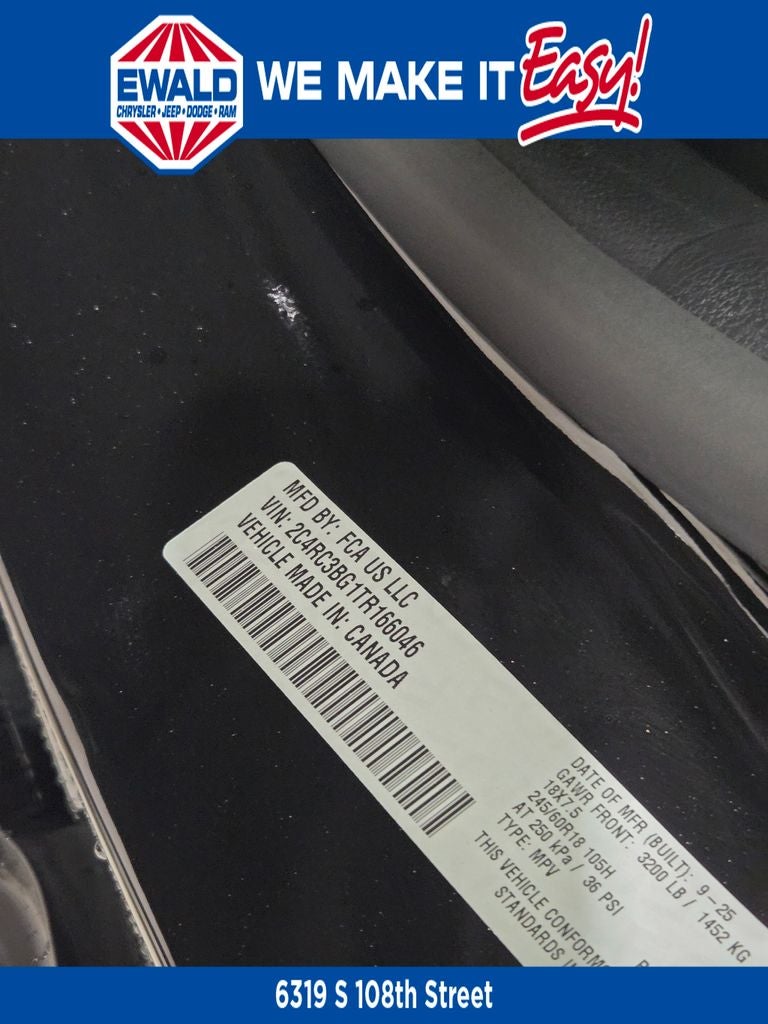 EWALD
CHRYSLER • JEEP • DODGE • RAM
WE MAKE IT Easy!
MFD BY: FCA US LLC
VIN: 2C4RC3BG1TR166046
VEHICLE MADE IN: CANADA
DATE OF MFR (BUILT): 9-25
GAWR FRONT: 3200 LB / 1452 KG
18X7.5
245/60R18 105H
AT 250 kPa / 36 PSI
TYPE: MPV
THIS VEHICLE CONFORM
STANDARDS
6319 S 108th Street